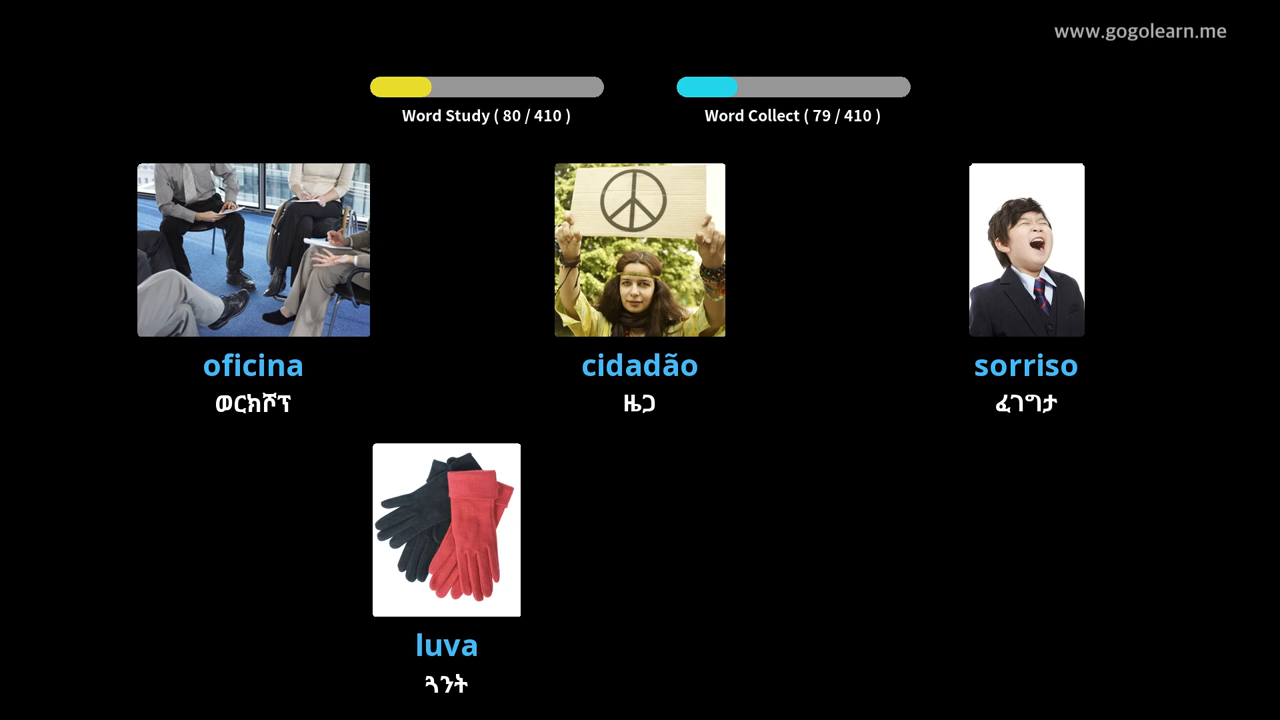 www.gogolearn.me
Word Study ( 80 / 410 )
Word Collect ( 79 / 410 )
oficina
ወርክሾፕ
cidadão
ዜጋ
sorriso
ፈገግታ
luva
ጓንት